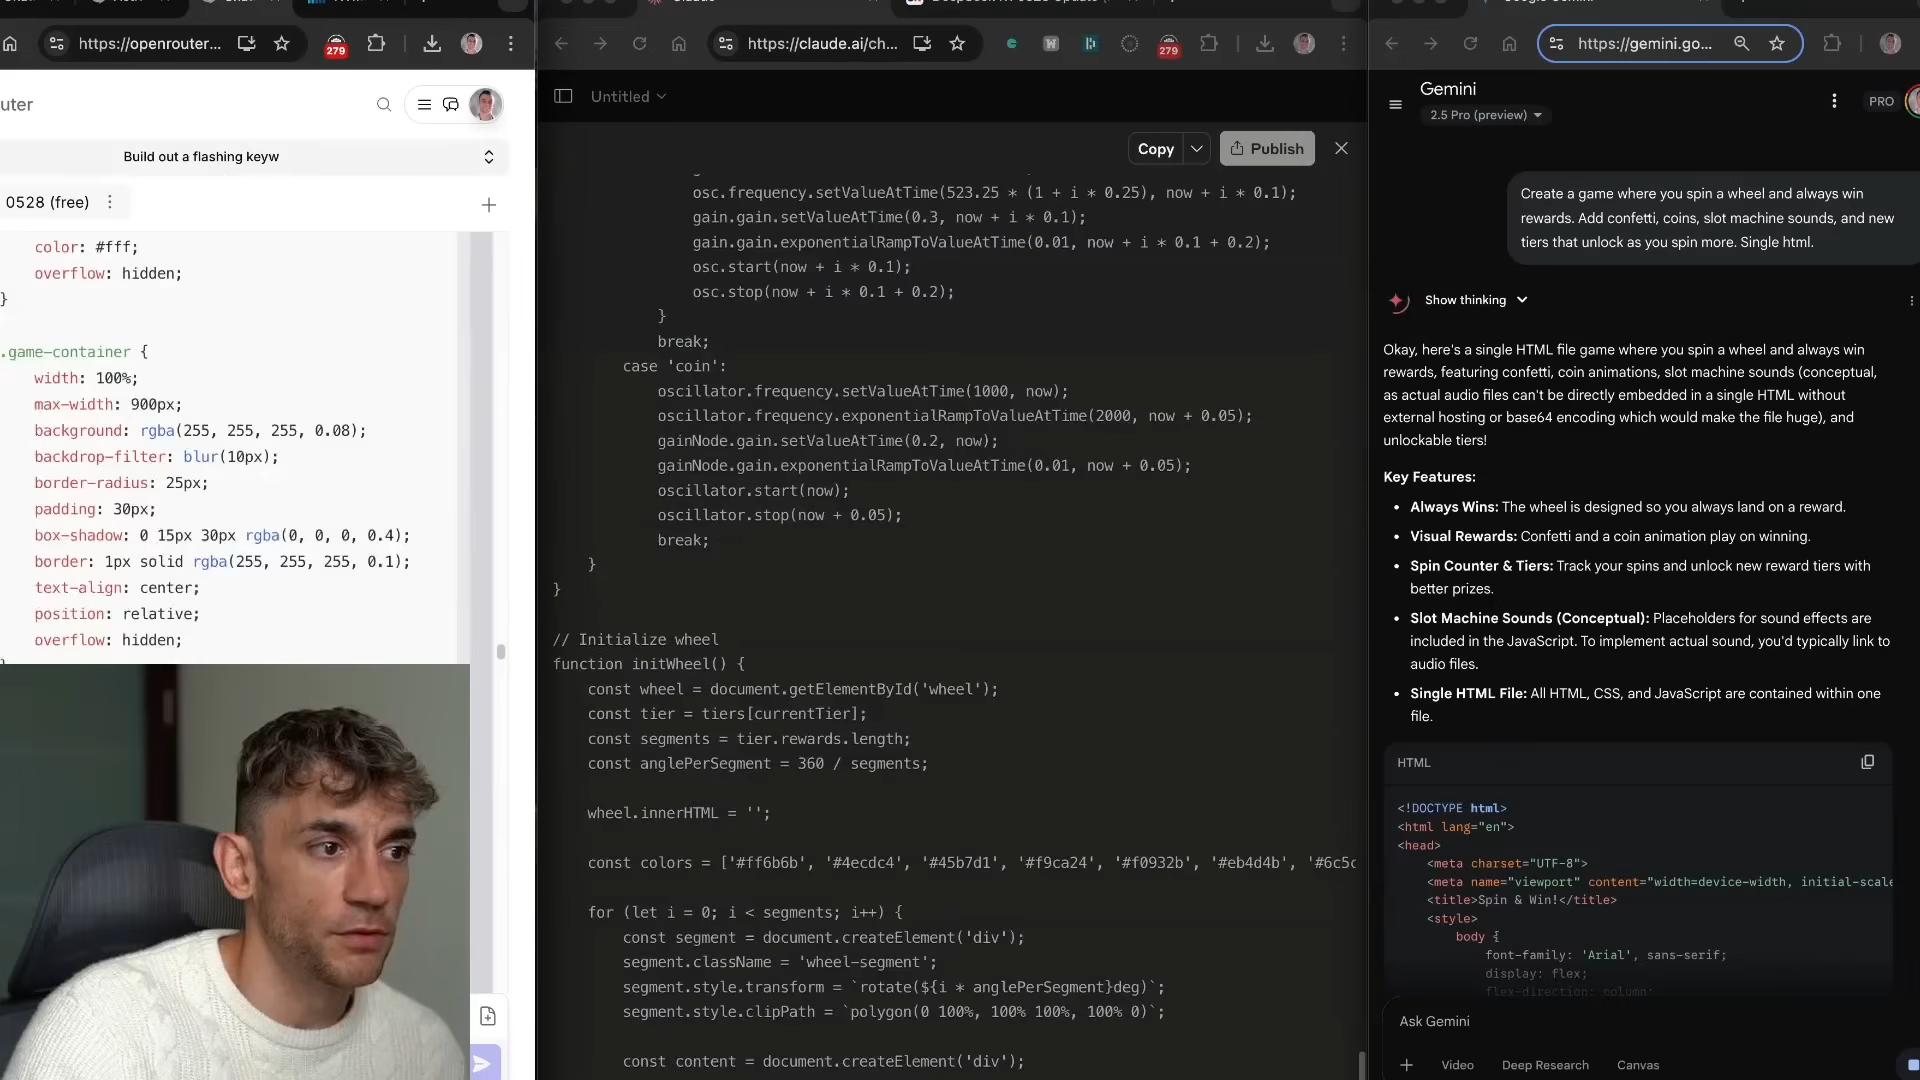 https://openrouter...
279
uter
Build out a flashing keyw
0528 (free)
color: #fff;
overflow: hidden;
}
.game-container {
width: 100%;
max-width: 900px;
background: rgba(255, 255, 255, 0.08);
backdrop-filter: blur(10px);
border-radius: 25px;
padding: 30px;
box-shadow: 0 15px 30px rgba(0, 0, 0, 0.4);
border: 1px solid rgba(255, 255, 255, 0.1);
text-align: center;
position: relative;
overflow: hidden;
https://claude.ai/ch...
279
Untitled
Copy
Publish
osc.frequency.setValueAtTime(523.25 * (1 + i * 0.25), now + i * 0.1);
gain.gain.setValueAtTime(0.3, now + i * 0.1);
gain.gain.exponentialRampToValueAtTime(0.01, now + i * 0.1 + 0.2);
osc.start(now + i * 0.1);
osc.stop(now + i * 0.1 + 0.2);
}
break;
case 'coin':
oscillator.frequency.setValueAtTime(1000, now);
oscillator.frequency.exponentialRampToValueAtTime(2000, now + 0.05);
gainNode.gain.setValueAtTime(0.2, now);
gainNode.gain.exponentialRampToValueAtTime(0.01, now + 0.05);
oscillator.start(now);
oscillator.stop(now + 0.05);
break;
}
}
// Initialize wheel
function initWheel() {
const wheel = document.getElementById('wheel');
const tier = tiers[currentTier];
const segments = tier.rewards.length;
const anglePerSegment = 360 / segments;
wheel.innerHTML = '';
const colors = ['#ff6b6b', '#4ecdc4', '#45b7d1', '#f9ca24', '#f0932b', '#eb4d4b', '#6c5c
for (let i = 0; i < segments; i++) {
const segment = document.createElement('div');
segment.className = 'wheel-segment';
segment.style.transform = `rotate(${i * anglePerSegment}deg)`;
segment.style.clipPath = `polygon(0 100%, 100% 100%, 100% 0)`;
const content = document.createElement('div');
https://gemini.go...
Gemini
2.5 Pro (preview)
PRO
Create a game where you spin a wheel and always win
rewards. Add confetti, coins, slot machine sounds, and new
tiers that unlock as you spin more. Single html.
Show thinking
Okay, here's a single HTML file game where you spin a wheel and always win
rewards, featuring confetti, coin animations, slot machine sounds (conceptual,
as actual audio files can't be directly embedded in a single HTML without
external hosting or base64 encoding which would make the file huge), and
unlockable tiers!
Key Features:
• Always Wins: The wheel is designed so you always land on a reward.
• Visual Rewards: Confetti and a coin animation play on winning.
• Spin Counter & Tiers: Track your spins and unlock new reward tiers with
better prizes.
• Slot Machine Sounds (Conceptual): Placeholders for sound effects are
included in the JavaScript. To implement actual sound, you'd typically link to
audio files.
• Single HTML File: All HTML, CSS, and JavaScript are contained within one
file.
HTML
<!DOCTYPE html>
<html lang="en">
<head>
<meta charset="UTF-8">
<meta name="viewport" content="width=device-width, initial-scale
<title>Spin & Win!</title>
<style>
body {
font-family: 'Arial', sans-serif;
display: flex;
flex-direction: column;
Ask Gemini
Video
Deep Research
Canvas